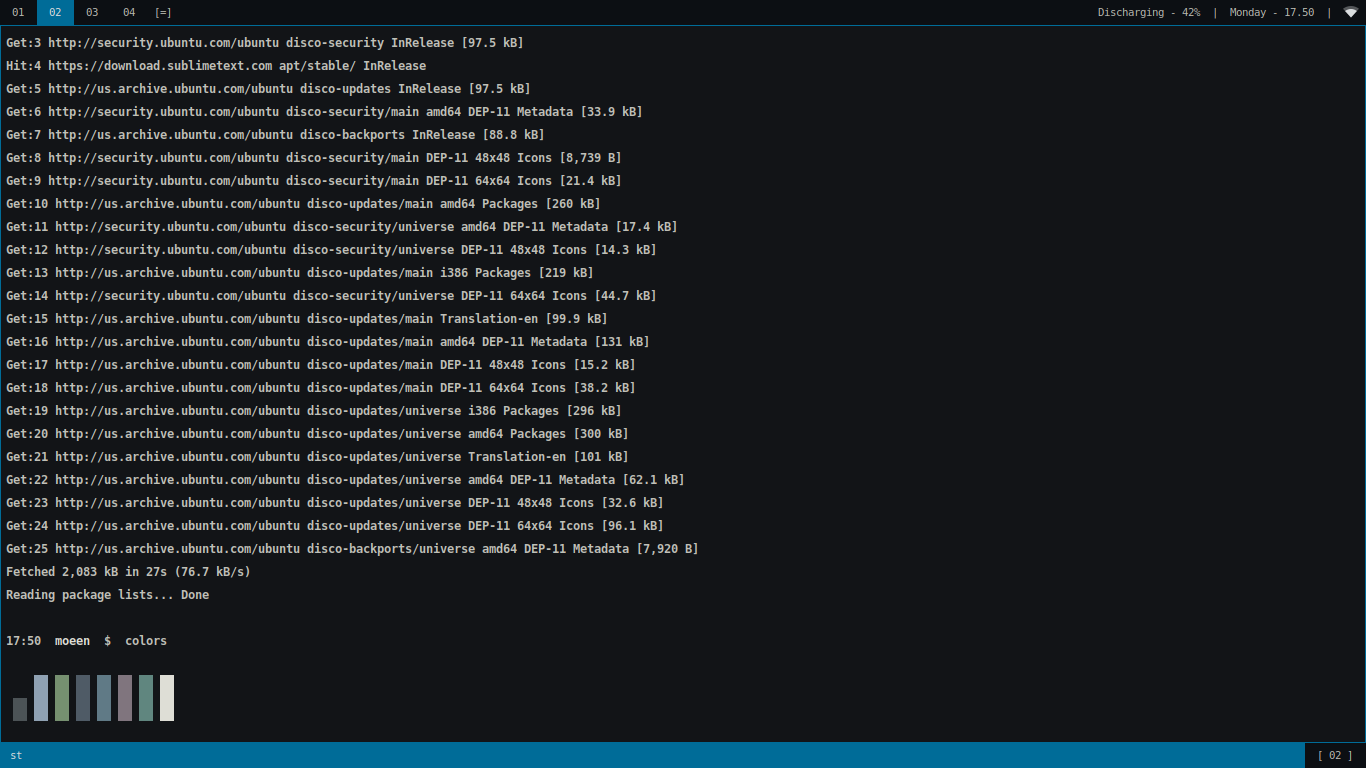 01 02 03 04 [=] Discharging - 42% | Monday - 17.50 |
Get:3 http://security.ubuntu.com/ubuntu disco-security InRelease [97.5 kB]
Hit:4 https://download.sublimetext.com apt/stable/ InRelease
Get:5 http://us.archive.ubuntu.com/ubuntu disco-updates InRelease [97.5 kB]
Get:6 http://security.ubuntu.com/ubuntu disco-security/main amd64 DEP-11 Metadata [33.9 kB]
Get:7 http://us.archive.ubuntu.com/ubuntu disco-backports InRelease [88.8 kB]
Get:8 http://security.ubuntu.com/ubuntu disco-security/main DEP-11 48x48 Icons [8,739 B]
Get:9 http://security.ubuntu.com/ubuntu disco-security/main DEP-11 64x64 Icons [21.4 kB]
Get:10 http://us.archive.ubuntu.com/ubuntu disco-updates/main amd64 Packages [260 kB]
Get:11 http://security.ubuntu.com/ubuntu disco-security/universe amd64 DEP-11 Metadata [17.4 kB]
Get:12 http://security.ubuntu.com/ubuntu disco-security/universe DEP-11 48x48 Icons [14.3 kB]
Get:13 http://us.archive.ubuntu.com/ubuntu disco-updates/main i386 Packages [219 kB]
Get:14 http://security.ubuntu.com/ubuntu disco-security/universe DEP-11 64x64 Icons [44.7 kB]
Get:15 http://us.archive.ubuntu.com/ubuntu disco-updates/main Translation-en [99.9 kB]
Get:16 http://us.archive.ubuntu.com/ubuntu disco-updates/main amd64 DEP-11 Metadata [131 kB]
Get:17 http://us.archive.ubuntu.com/ubuntu disco-updates/main DEP-11 48x48 Icons [15.2 kB]
Get:18 http://us.archive.ubuntu.com/ubuntu disco-updates/main DEP-11 64x64 Icons [38.2 kB]
Get:19 http://us.archive.ubuntu.com/ubuntu disco-updates/universe i386 Packages [296 kB]
Get:20 http://us.archive.ubuntu.com/ubuntu disco-updates/universe amd64 Packages [300 kB]
Get:21 http://us.archive.ubuntu.com/ubuntu disco-updates/universe Translation-en [101 kB]
Get:22 http://us.archive.ubuntu.com/ubuntu disco-updates/universe amd64 DEP-11 Metadata [62.1 kB]
Get:23 http://us.archive.ubuntu.com/ubuntu disco-updates/universe DEP-11 48x48 Icons [32.6 kB]
Get:24 http://us.archive.ubuntu.com/ubuntu disco-updates/universe DEP-11 64x64 Icons [96.1 kB]
Get:25 http://us.archive.ubuntu.com/ubuntu disco-backports/universe amd64 DEP-11 Metadata [7,920 B]
Fetched 2,083 kB in 27s (76.7 kB/s)
Reading package lists... Done
17:50 moeen $ colors
st [ 02 ]